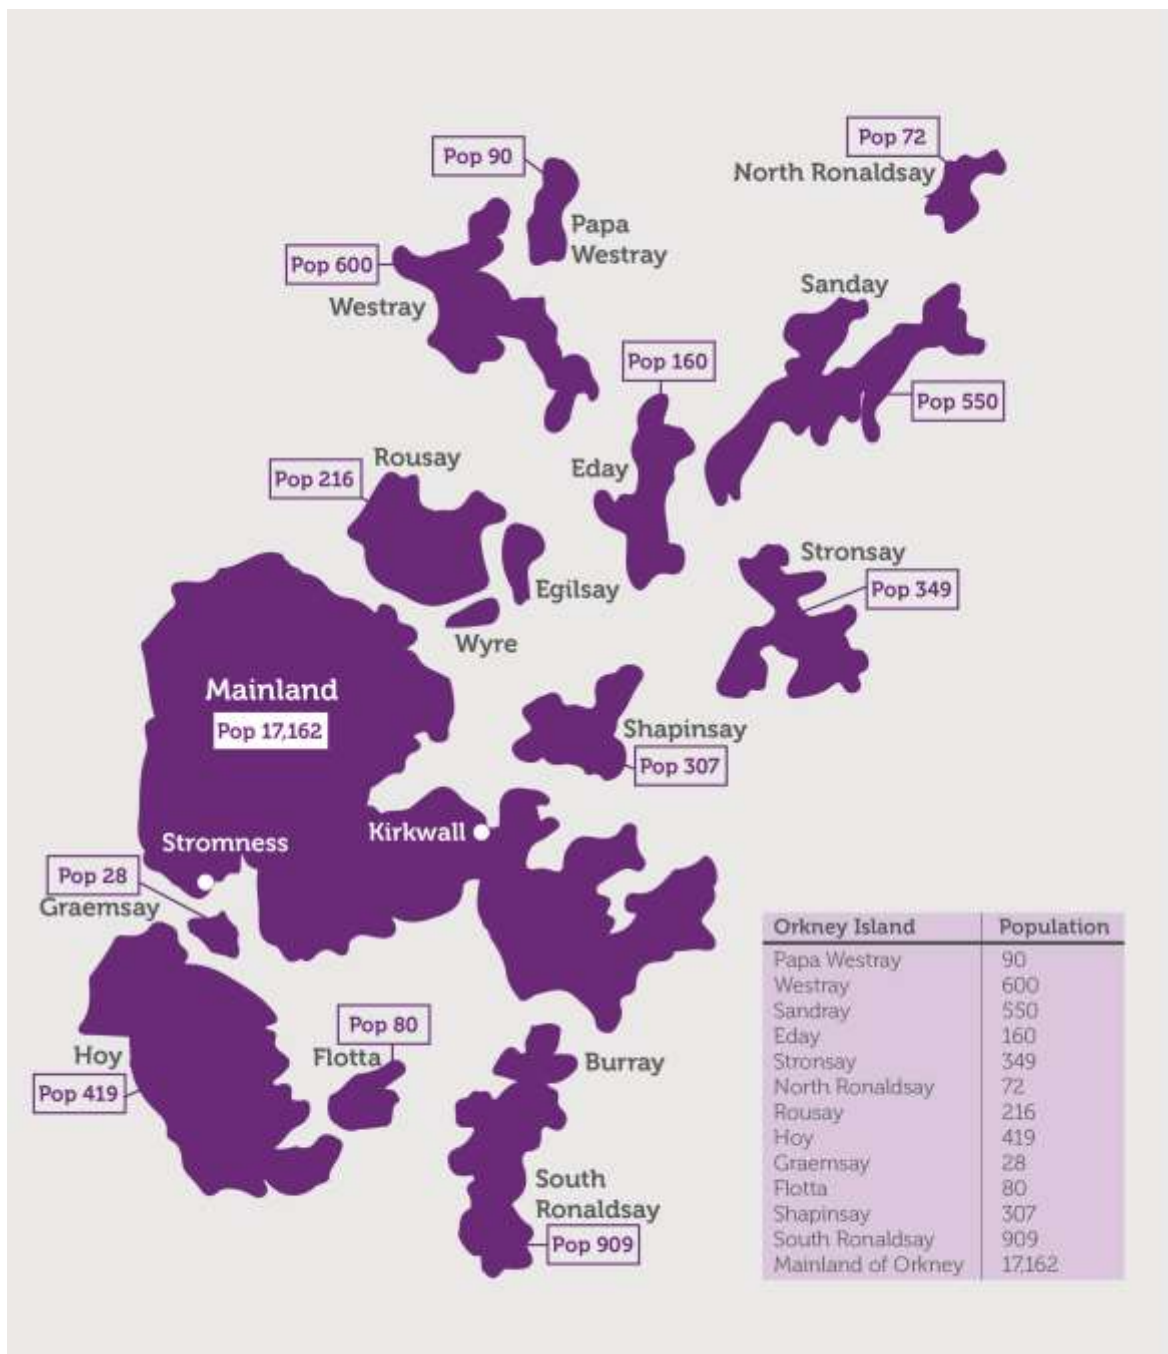 Pop 72
North Ronaldsay
Pop 90
Papa
Westray
Pop 600
Westray
Sanday
Pop 160
Pop 550
Rousay
Pop 216
Eday
Stronsay
Pop 349
Egilsay
Wyre
Mainland
Pop 17,162
Shapinsay
Pop 307
Kirkwall
Stromness
Pop 28
Graemsay
Pop 80
Flotta
Hoy
Pop 419
Burray
South
Ronaldsay
Pop 909
Orkney Island Population
Papa Westray 90
Westray 600
Sandray 550
Eday 160
Stronsay 349
North Ronaldsay 72
Rousay 216
Hoy 419
Graemsay 28
Flotta 80
Shapinsay 307
South Ronaldsay 909
Mainland of Orkney 17,162